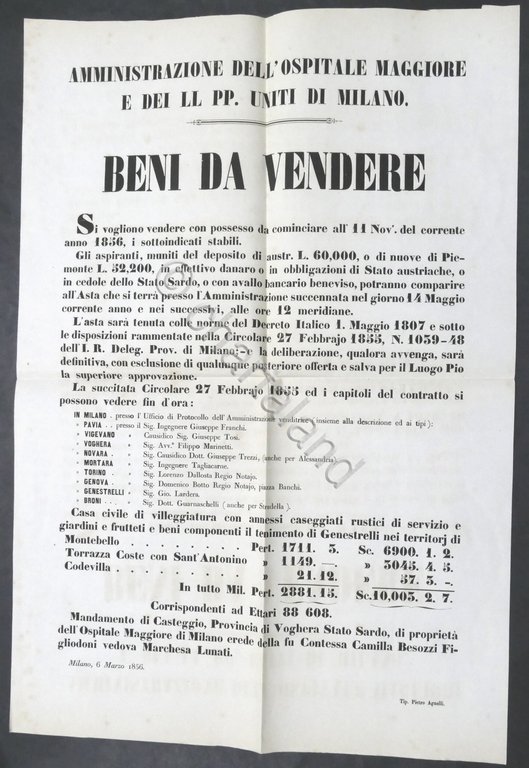 AMMINISTRAZIONE DELL'OSPITALE MAGGIORE
E DEI LL PP. UNITI DI MILANO.
BENI DA VENDERE
Si vogliono vendere con possesso da cominciare all' 11 Nov.e del corrente
anno 1856, i sottoindicati stabili.
Gli aspiranti, muniti del deposito di austr. L. 60,000, o di nuove di Pie-
monte L. 52,200, in effettivo danaro o in obbligazioni di Stato austriache, o
in cedole dello Stato Sardo, o con avallo bancario beneviso, potranno comparire
all'Asta che si terrà presso l'Amministrazione succennata nel giorno 14 Maggio
corrente anno e nei successivi, alle ore 12 meridiane.
L'asta sarà tenuta colle norme del Decreto Italico 1. Maggio 1807 e sotto
le disposizioni rammentate nella Circolare 27 Febbrajo 1855, N. 1039-48
dell'I. R. Deleg. Prov. di Milano; e la deliberazione, qualora avvenga, sarà
definitiva, con esclusione di qualunque posteriore offerta e salva per il Luogo Pio
la superiore approvazione.
La succitata Circolare 27 Febbrajo 1855 ed i capitoli del contratto si
possono vedere fin d'ora:
IN MILANO . presso l'Ufficio di Protocollo dell'Amministrazione venditrice (insieme alla descrizione ed ai tipi);
» PAVIA . . presso il Sig. Ingegnere Giuseppe Franchi.
» VIGEVANO » Causidico Sig. Giuseppe Tosi.
» VOGHERA » Sig. Avv.° Filippo Marinetti.
» NOVARA . » Sig. Causidico Dott. Giuseppe Trezzi, (anche per Alessandria)
» MORTARA » Sig. Ingegnere Tagliacarne.
» TORINO . » Sig. Lorenzo Dallosta Regio Notajo.
» GENOVA . » Sig. Domenico Botto Regio Notajo, piazza Banchi.
» GENESTRELLI » Sig. Gio. Lardera.
» BRONI . . » Sig. Dott. Guarnaschelli (anche per Stradella).
Casa civile di villeggiatura con annessi caseggiati rustici di servizio e
giardini e frutteti e beni componenti il tenimento di Genestrelli nei territorj di
Montebello . . . . . . . . . Pert. 1711. 3. Sc. 6900. 1. 2.
Torrazza Coste con Sant'Antonino » 1149. —. » 3045. 4. 5.
Codevilla . . . . . . . . . » 21. 12. » 57. 3. —.
In tutto Mil. Pert. 2881. 15. Sc. 10,003. 2. 7.
Corrispondenti ad Ettari 88 608.
Mandamento di Casteggio, Provincia di Voghera Stato Sardo, di proprietà
dell'Ospitale Maggiore di Milano erede della fu Contessa Camilla Besozzi Fi-
gliodoni vedova Marchesa Lunati.
Milano, 6 Marzo 1856.
Tip. Pietro Agnelli.
© chartaland